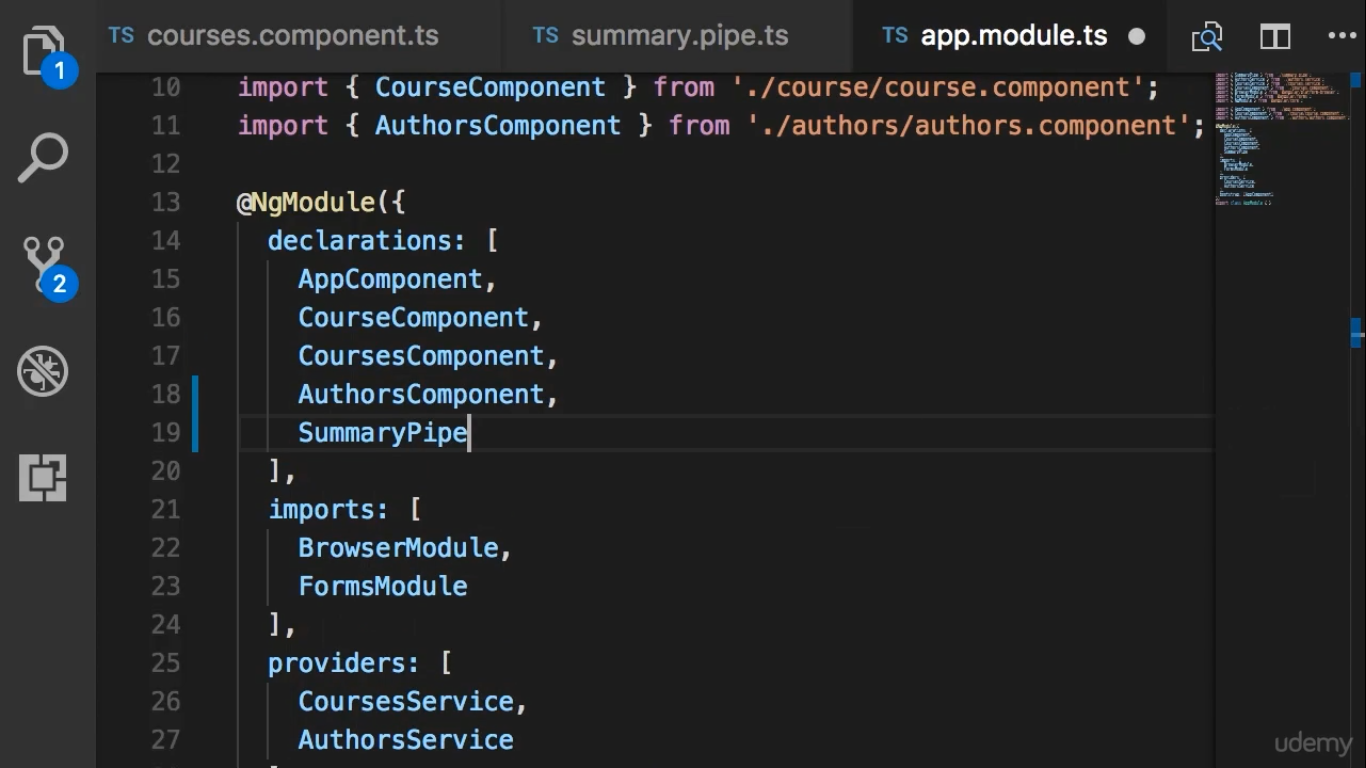 TS courses.component.ts TS summary.pipe.ts TS app.module.ts
1
2
10 import { CourseComponent } from './course/course.component';
11 import { AuthorsComponent } from './authors/authors.component';
12
13 @NgModule({
14 declarations: [
15 AppComponent,
16 CourseComponent,
17 CoursesComponent,
18 AuthorsComponent,
19 SummaryPipe
20 ],
21 imports: [
22 BrowserModule,
23 FormsModule
24 ],
25 providers: [
26 CoursesService,
27 AuthorsService
udemy